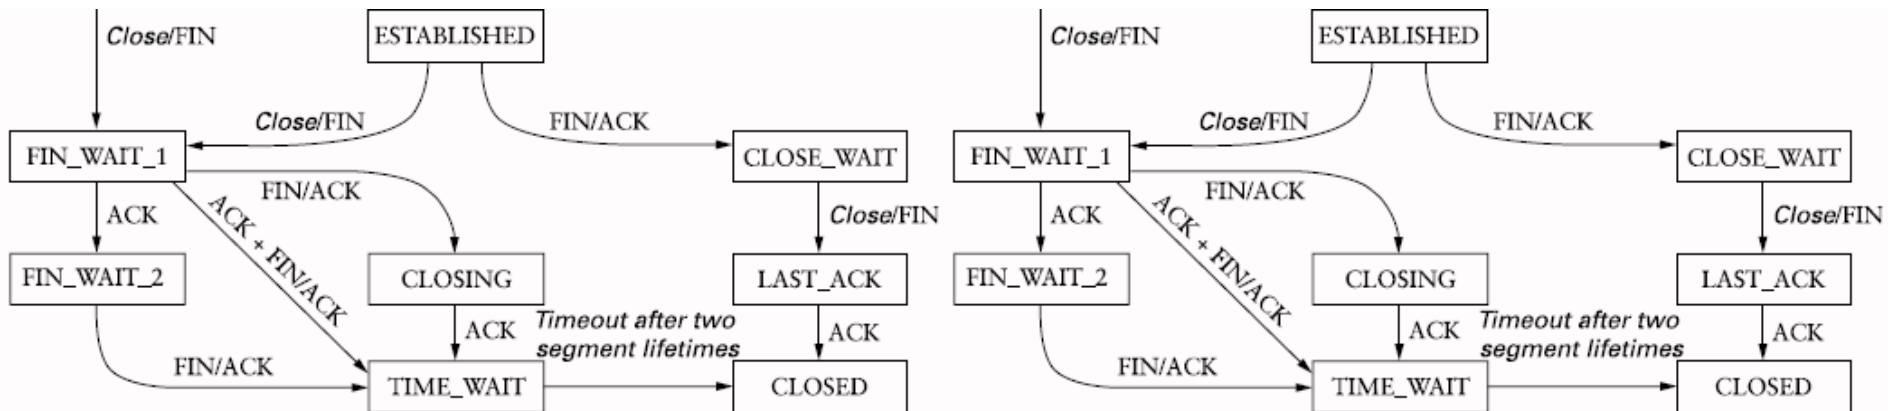 Close/FIN
ESTABLISHED
Close/FIN
FIN/ACK
FIN_WAIT_1
CLOSE_WAIT
FIN/ACK
ACK
ACK + FIN/ACK
Close/FIN
FIN_WAIT_2
CLOSING
LAST_ACK
ACK
Timeout after two
segment lifetimes
ACK
FIN/ACK
TIME_WAIT
CLOSED
Close/FIN
ESTABLISHED
Close/FIN
FIN/ACK
FIN_WAIT_1
CLOSE_WAIT
FIN/ACK
ACK
ACK + FIN/ACK
Close/FIN
FIN_WAIT_2
CLOSING
LAST_ACK
ACK
Timeout after two
segment lifetimes
ACK
FIN/ACK
TIME_WAIT
CLOSED